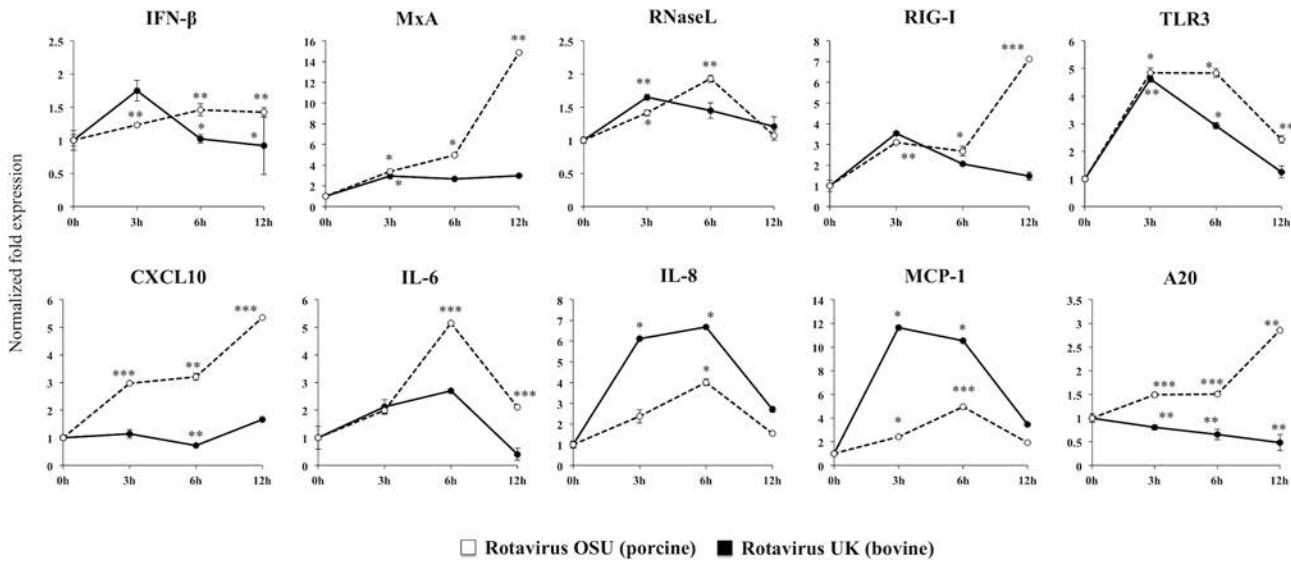 IFN-β MxA RNaseL RIG-I TLR3
2.5 16 2.5 8 6
2 14 2 7 5
1.5 12 1.5 6 4
1 10 1 5 3
0.5 8 0.5 4 2
0 6 0 3 1
4 2 0
2 1
0 0
** ** ** * * ** ** ** * * ** * *** * ** * ** * * **
0h 3h 6h 12h 0h 3h 6h 12h 0h 3h 6h 12h 0h 3h 6h 12h 0h 3h 6h 12h
Normalized fold expression
CXCL10 IL-6 IL-8 MCP-1 A20
6 6 8 14 3.5
5 5 7 12 3
4 4 6 10 2.5
3 3 5 8 2
2 2 4 6 1.5
1 1 3 4 1
0 0 2 2 0.5
1 0 0
0
*** ** *** ** *** *** * * * * * * *** *** *** ** ** ** **
0h 3h 6h 12h 0h 3h 6h 12h 0h 3h 6h 12h 0h 3h 6h 12h 0h 3h 6h 12h
Rotavirus OSU (porcine) Rotavirus UK (bovine)